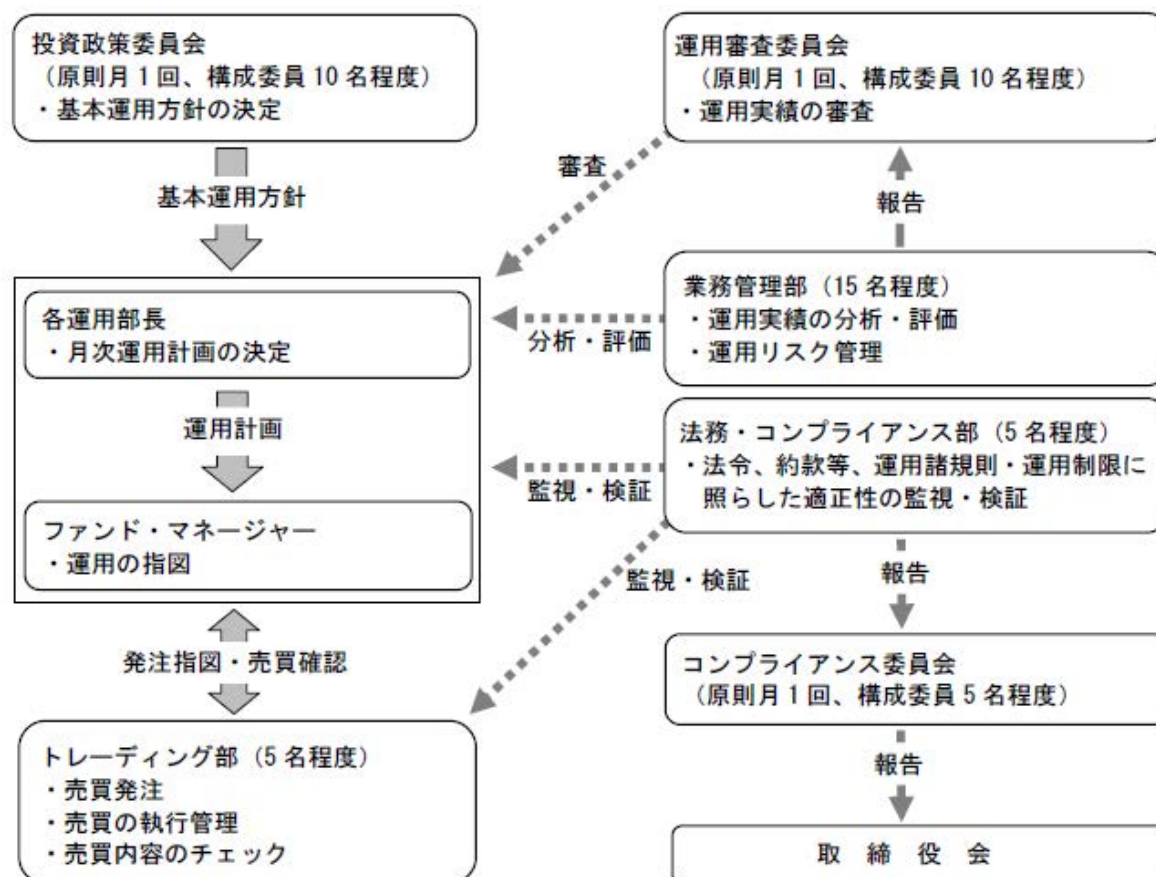 投資政策委員会
（原則月1回、構成委員10名程度）
・基本運用方針の決定
基本運用方針
各運用部長
・月次運用計画の決定
運用計画
ファンド・マネージャー
・運用の指図
発注指図・売買確認
トレーディング部（5名程度）
・売買発注
・売買の執行管理
・売買内容のチェック
運用審査委員会
（原則月1回、構成委員10名程度）
・運用実績の審査
審査
報告
業務管理部（15名程度）
・運用実績の分析・評価
・運用リスク管理
分析・評価
法務・コンプライアンス部（5名程度）
・法令、約款等、運用諸規則・運用制限に
照らした適正性の監視・検証
監視・検証
監視・検証
報告
コンプライアンス委員会
（原則月1回、構成委員5名程度）
報告
取締役会